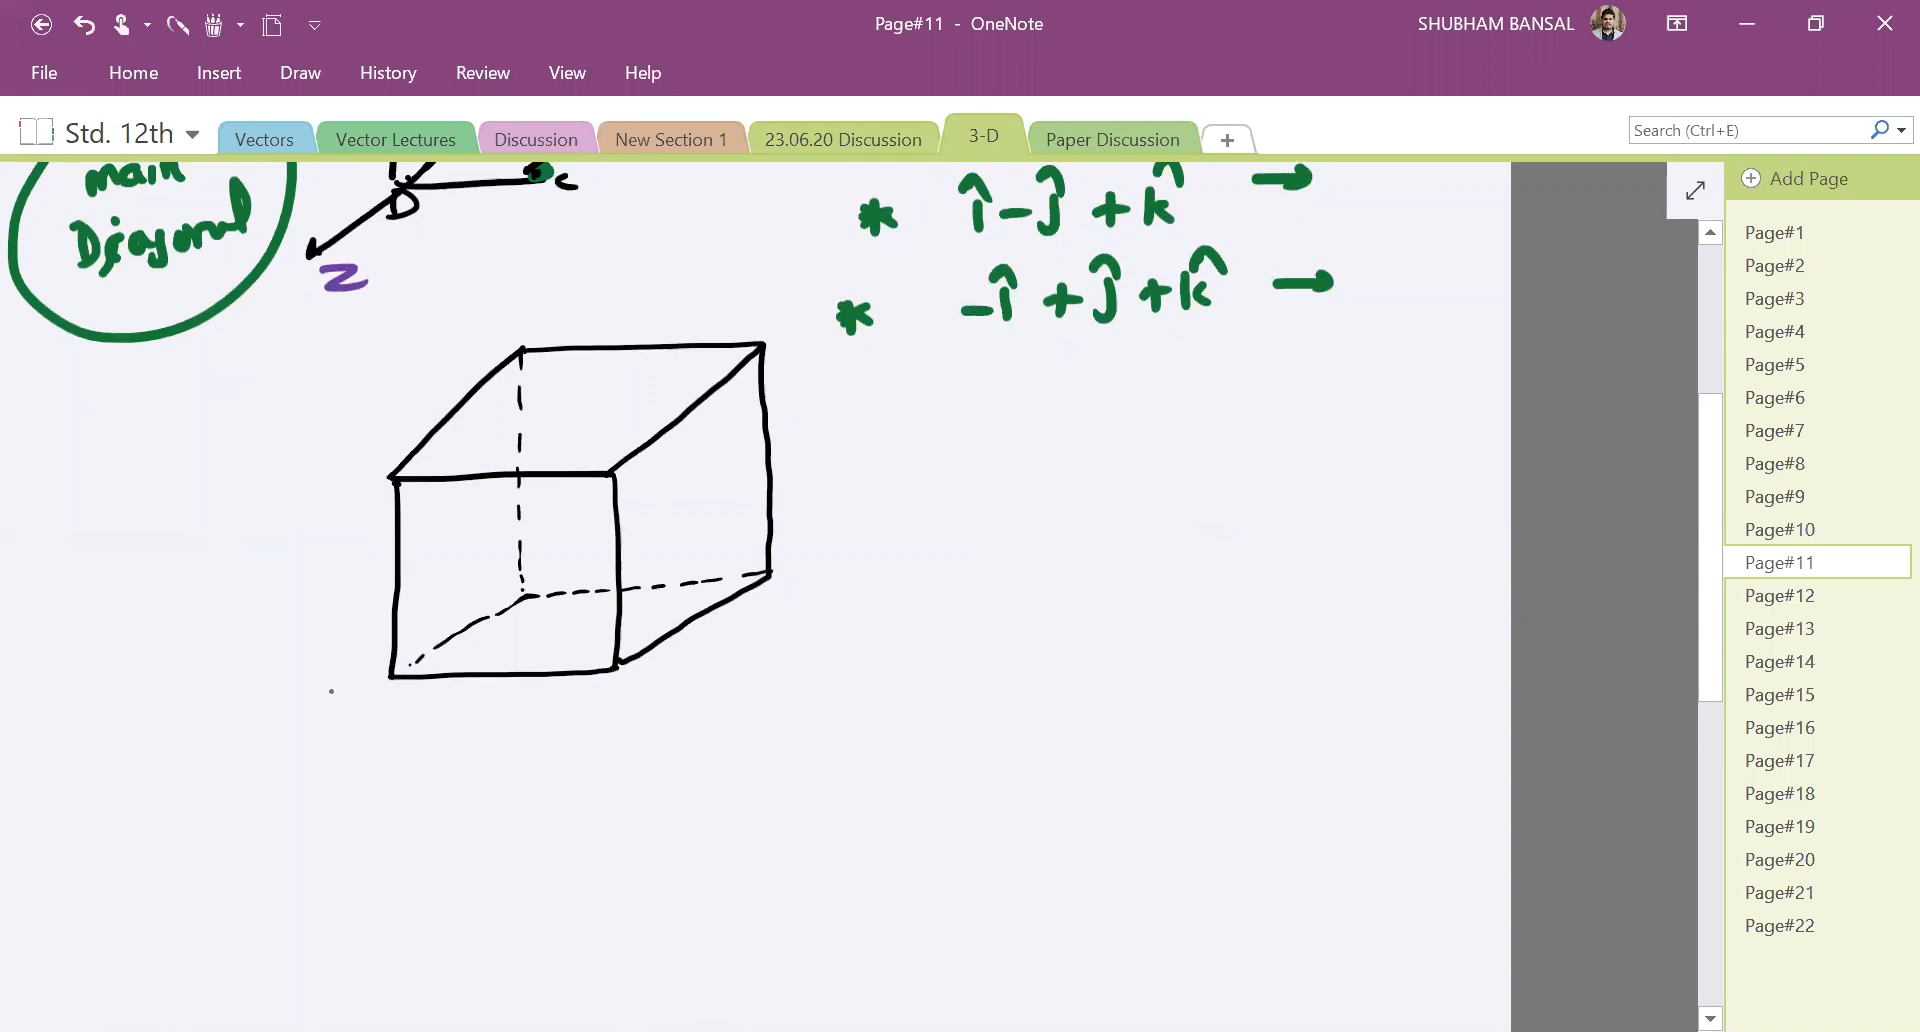 Page#11 - OneNote
SHUBHAM BANSAL
File Home Insert Draw History Review View Help
Std. 12th
Vectors
Vector Lectures
Discussion
New Section 1
23.06.20 Discussion
3-D
Paper Discussion
Search (Ctrl+E)
Main
Diagonal
D
C
Z
* î - ĵ + k̂ →
* -î + ĵ + k̂ →
Add Page
Page#1
Page#2
Page#3
Page#4
Page#5
Page#6
Page#7
Page#8
Page#9
Page#10
Page#11
Page#12
Page#13
Page#14
Page#15
Page#16
Page#17
Page#18
Page#19
Page#20
Page#21
Page#22